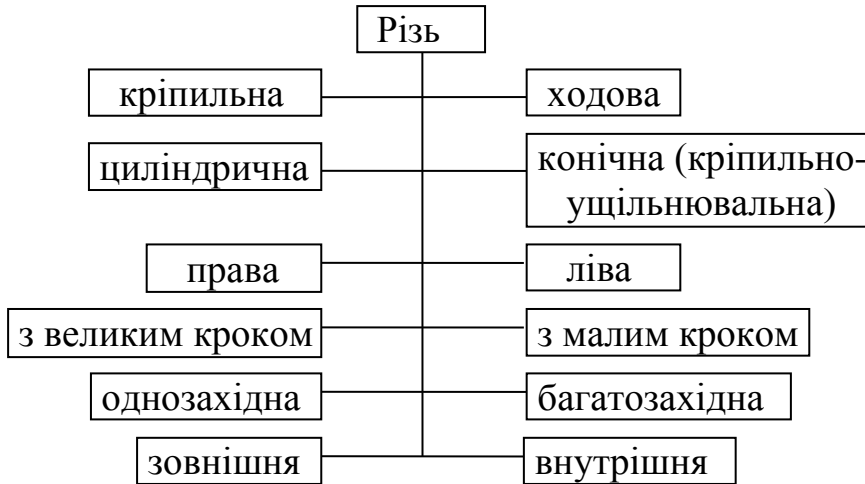 Різь
кріпильна
ходова
циліндрична
конічна (кріпильно-
ущільнювальна)
права
ліва
з великим кроком
з малим кроком
однозахідна
багатозахідна
зовнішня
внутрішня